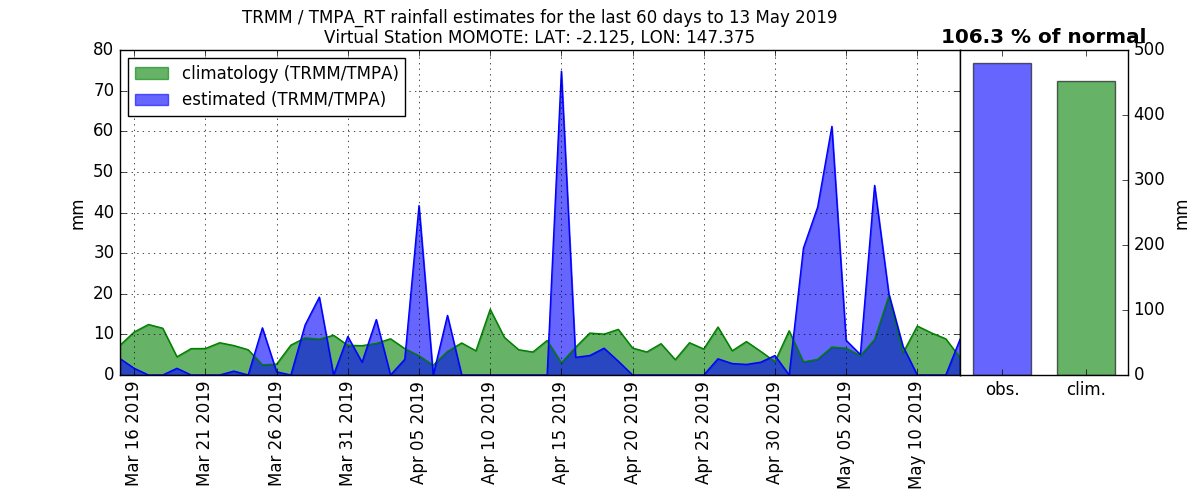 TRMM / TMPA_RT rainfall estimates for the last 60 days to 13 May 2019
Virtual Station MOMOTE: LAT: -2.125, LON: 147.375
106.3 % of normal
climatology (TRMM/TMPA)
estimated (TRMM/TMPA)
mm
80
70
60
50
40
30
20
10
0
Mar 16 2019
Mar 21 2019
Mar 26 2019
Mar 31 2019
Apr 05 2019
Apr 10 2019
Apr 15 2019
Apr 20 2019
Apr 25 2019
Apr 30 2019
May 05 2019
May 10 2019
obs.
clim.
500
400
300
200
100
0
mm